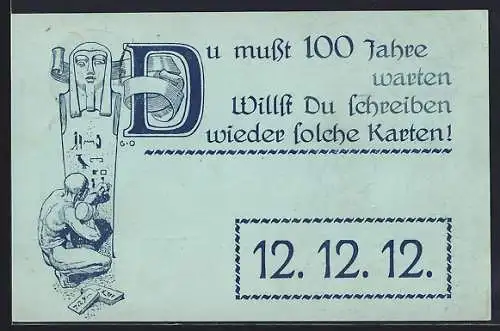 Du mußt 100 Jahre
warten
Willst Du schreiben
wieder solche Karten!
G·O
12. 12. 12.